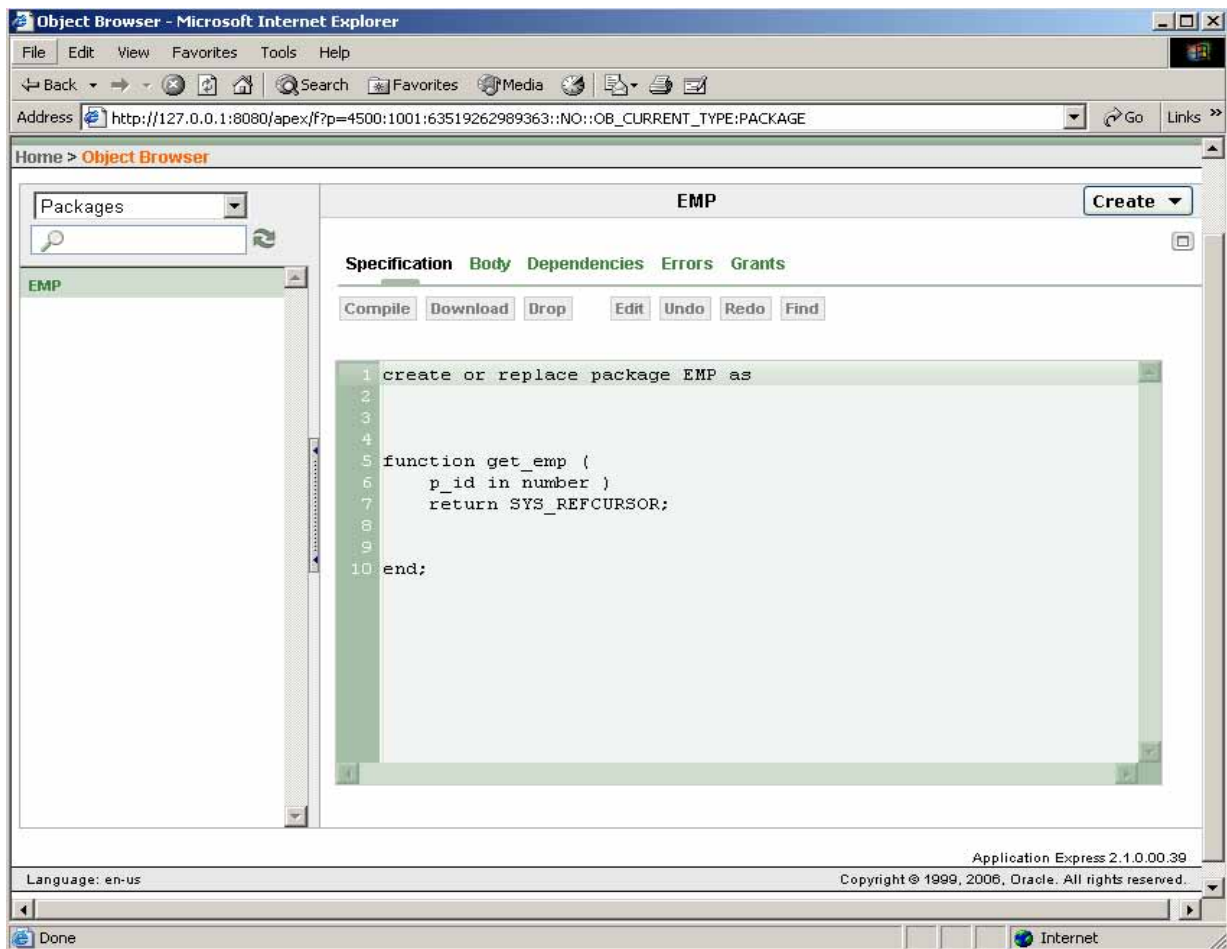 Object Browser - Microsoft Internet Explorer
File Edit View Favorites Tools Help
Back Search Favorites Media
Address http://127.0.0.1:8080/apex/f?p=4500:1001:63519262989363::NO::OB_CURRENT_TYPE:PACKAGE Go Links »
Home > Object Browser
Packages
EMP Create
Specification Body Dependencies Errors Grants
EMP
Compile Download Drop Edit Undo Redo Find
1 create or replace package EMP as
2
3
4
5 function get_emp (
6 p_id in number )
7 return SYS_REFCURSOR;
8
9
10 end;
Application Express 2.1.0.00.39
Language: en-us Copyright © 1999, 2006, Oracle. All rights reserved.
Done Internet